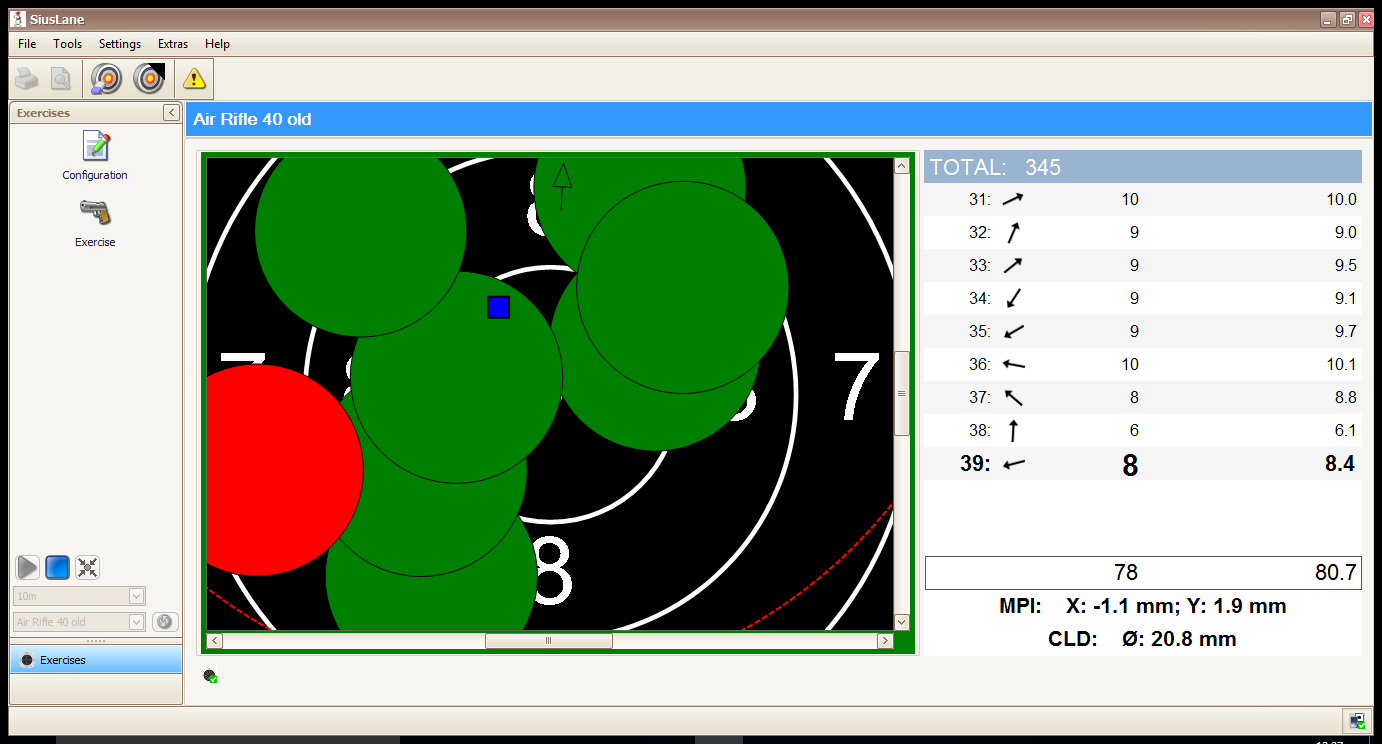 SiusLane
File Tools Settings Extras Help
Exercises
Configuration
Exercise
10m
Air Rifle 40 old
Exercises
Air Rifle 40 old
7 7
8
TOTAL: 345
31: 10 10.0
32: 9 9.0
33: 9 9.5
34: 9 9.1
35: 9 9.7
36: 10 10.1
37: 8 8.8
38: 6 6.1
39: 8 8.4
78 80.7
MPI: X: -1.1 mm; Y: 1.9 mm
CLD: Ø: 20.8 mm